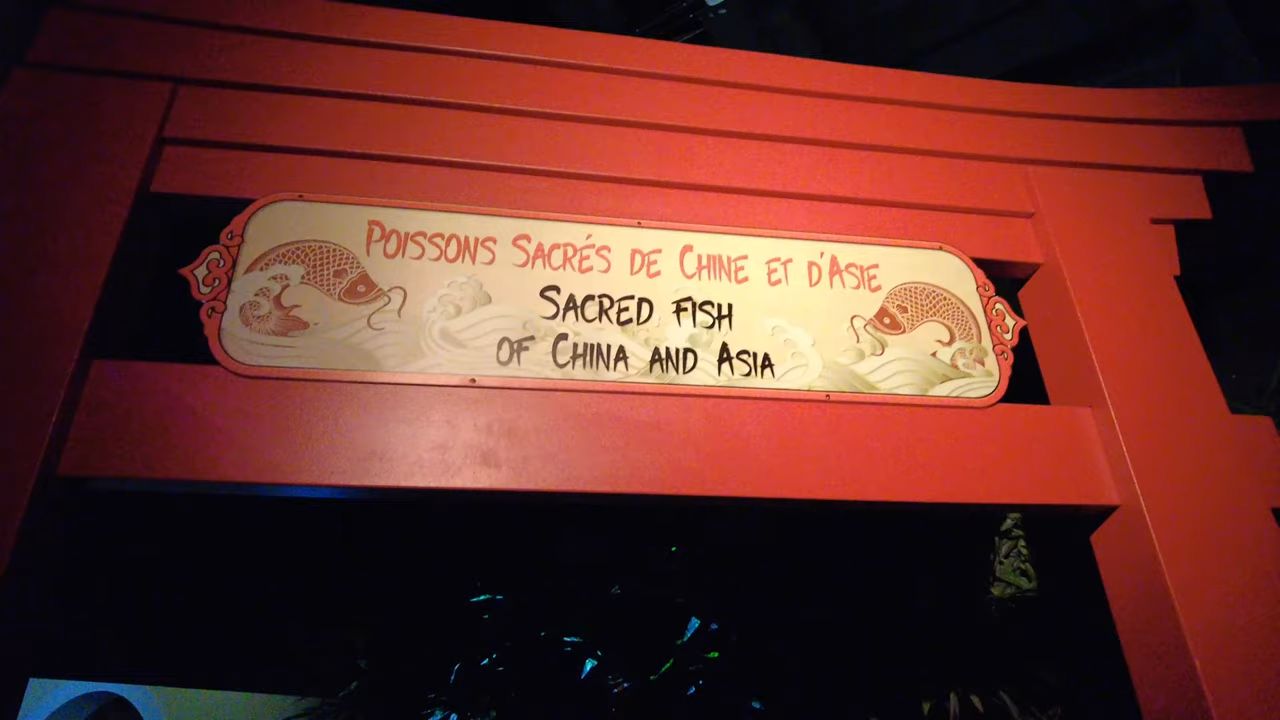 Poissons Sacrés de Chine et d'Asie
Sacred fish
of China and Asia